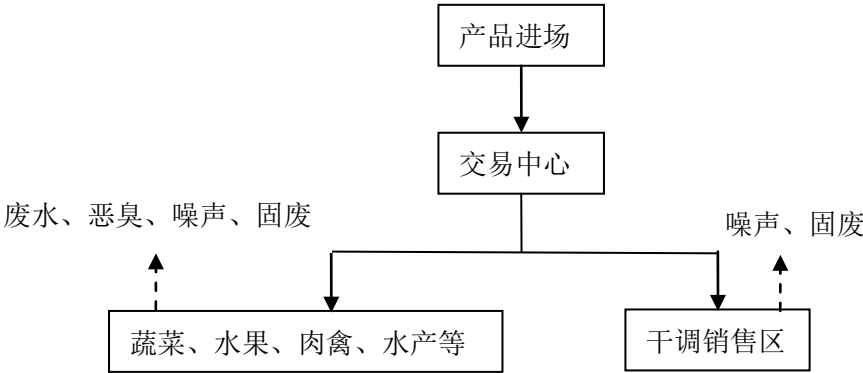 产品进场
交易中心
废水、恶臭、噪声、固废
噪声、固废
蔬菜、水果、肉禽、水产等
干调销售区